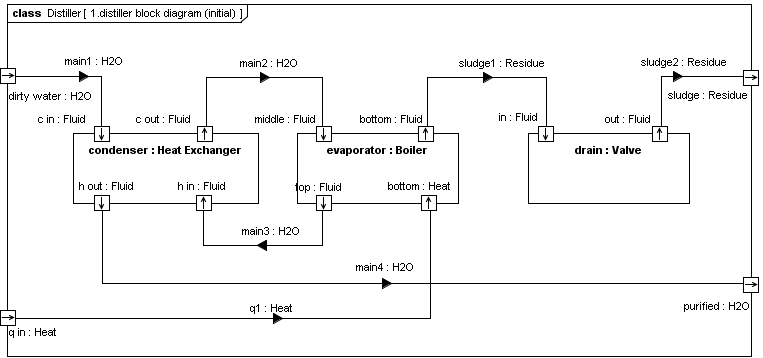 class Distiller [ 1.distiller block diagram (initial) ]
main1 : H2O
main2 : H2O
sludge1 : Residue
sludge2 : Residue
dirty water : H2O
sludge : Residue
c in : Fluid
c out : Fluid
middle : Fluid
bottom : Fluid
in : Fluid
out : Fluid
condenser : Heat Exchanger
evaporator : Boiler
drain : Valve
h out : Fluid
h in : Fluid
top : Fluid
bottom : Heat
main3 : H2O
main4 : H2O
q1 : Heat
purified : H2O
q in : Heat